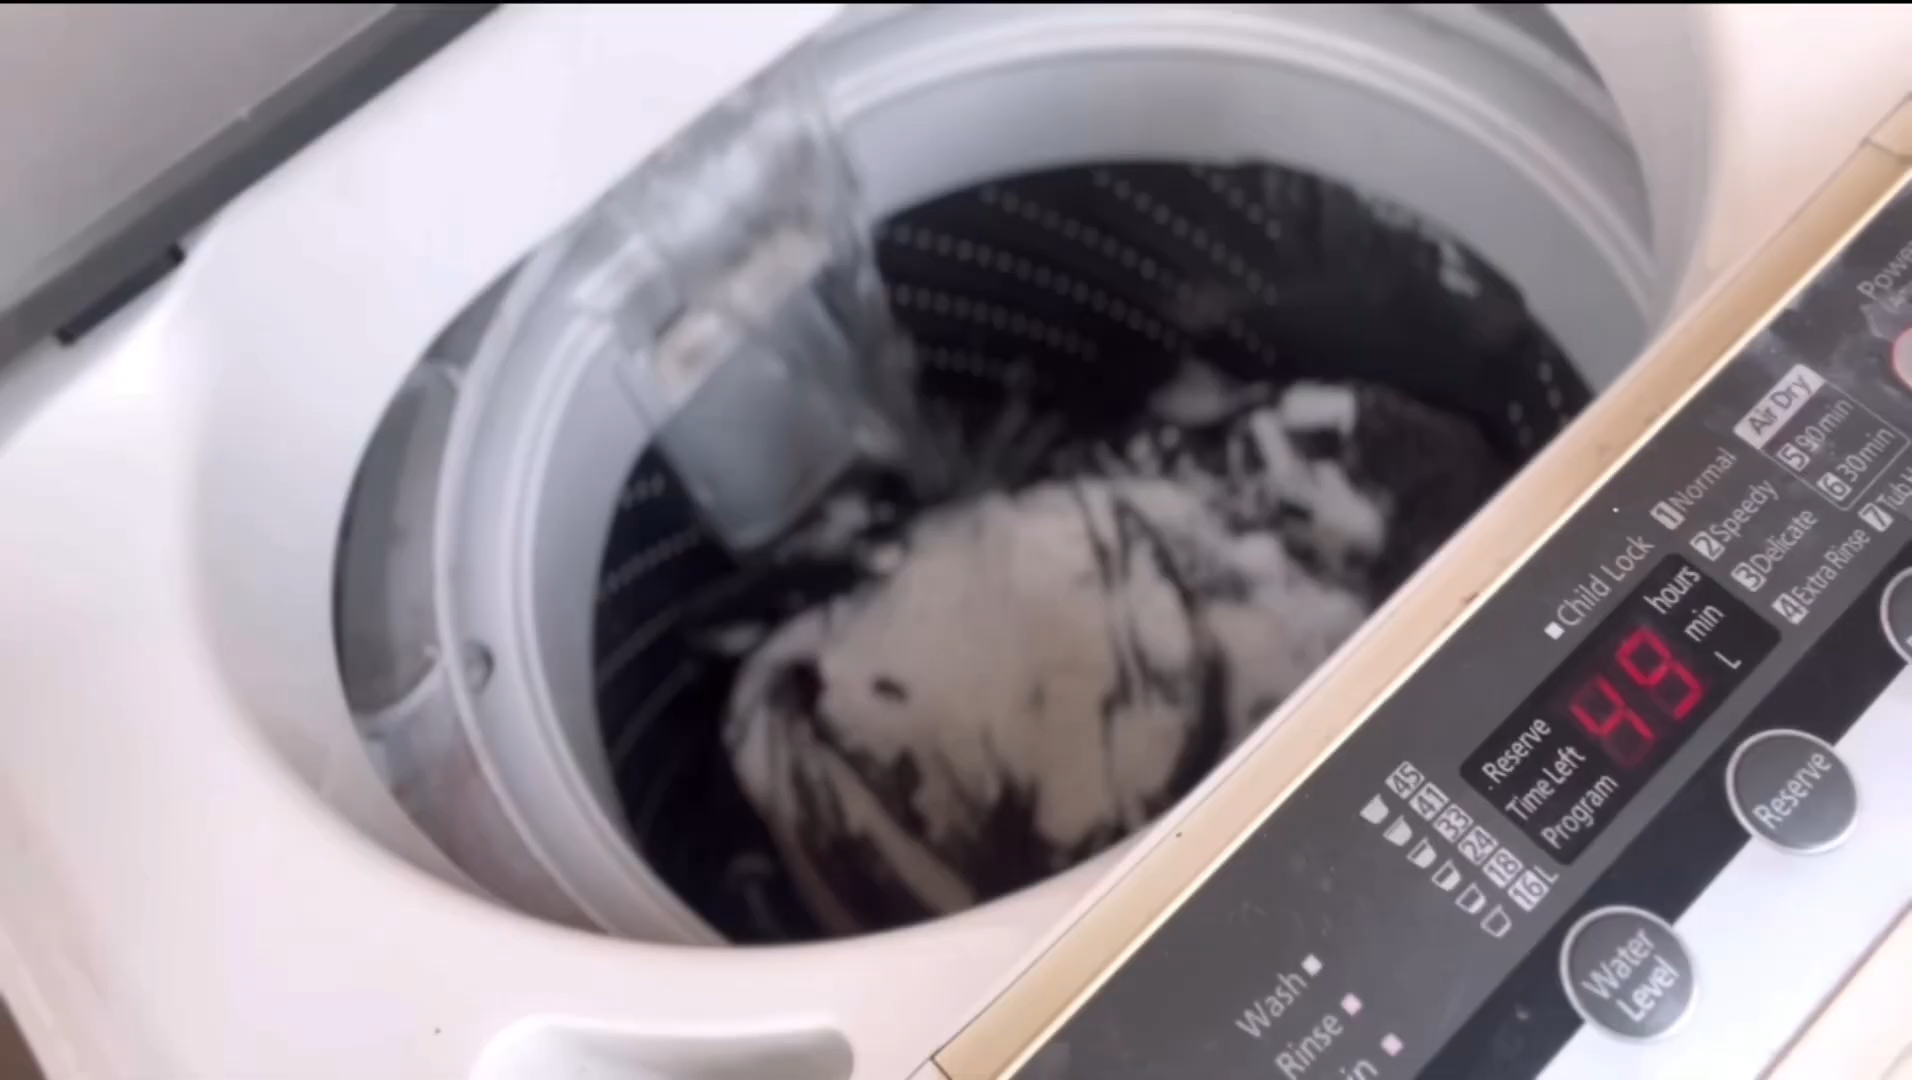 Air Dry
5 90min
6 30min
1 Normal
2 Speedy
3 Delicate
4 Extra Rinse
7
Child Lock
hours
min
L
49
Reserve
Time Left
Program
45
41
33
24
18
16L
Reserve
Water
Level
Wash
Rinse